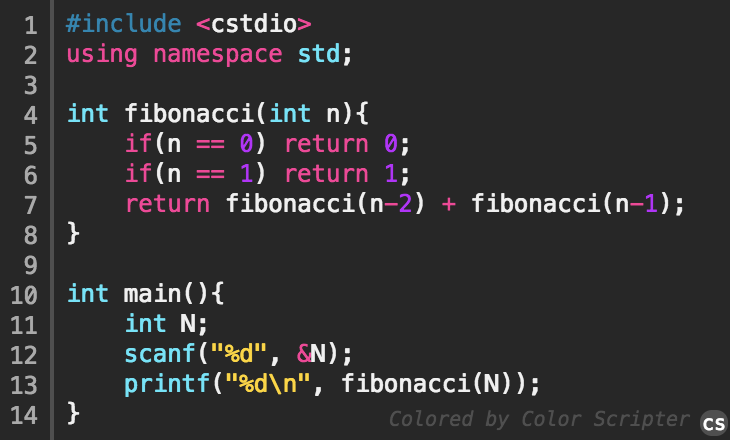 1 #include <cstdio>
2 using namespace std;
3
4 int fibonacci(int n){
5     if(n == 0) return 0;
6     if(n == 1) return 1;
7     return fibonacci(n-2) + fibonacci(n-1);
8 }
9
10 int main(){
11     int N;
12     scanf("%d", &N);
13     printf("%d\n", fibonacci(N));
14 }
Colored by Color Scripter
CS